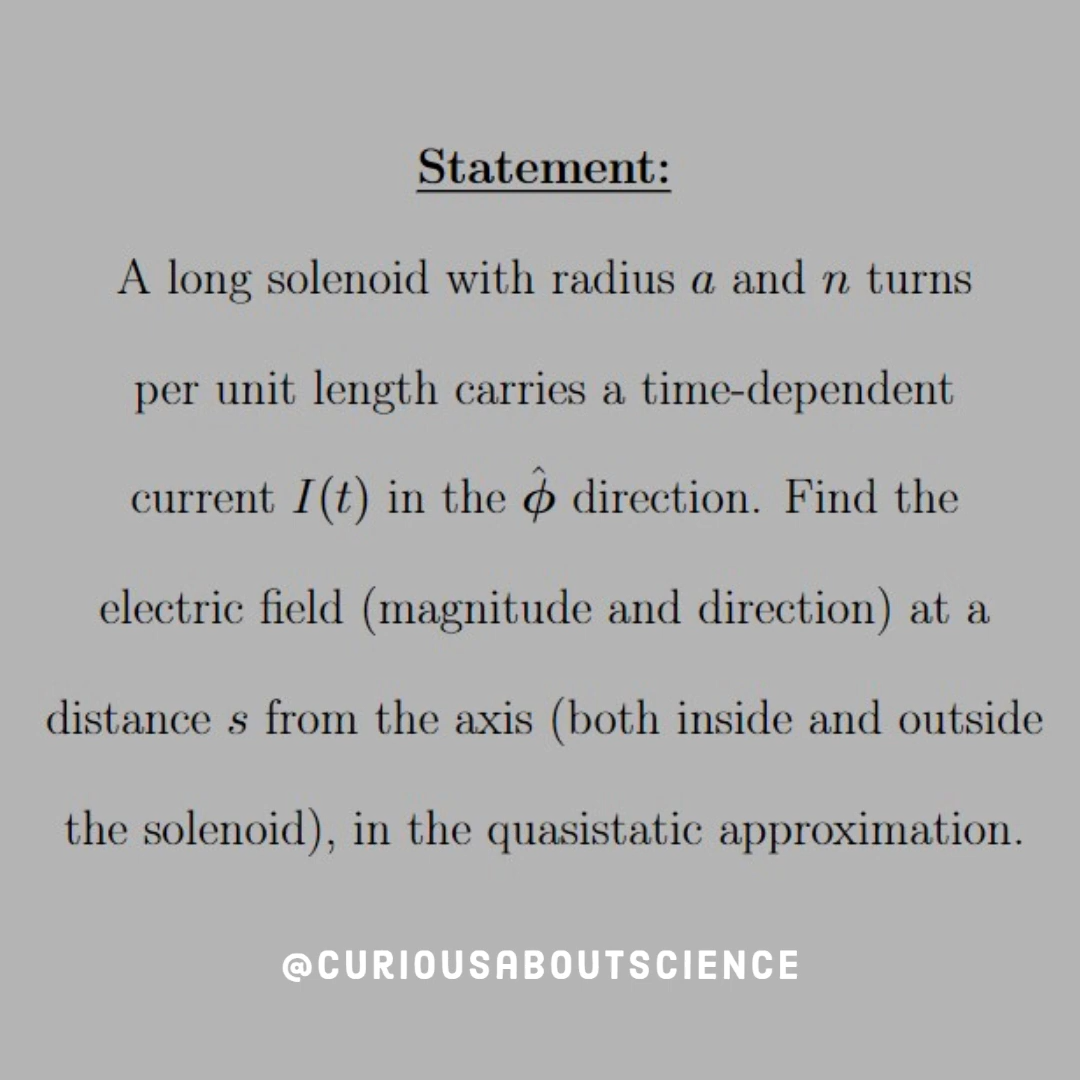 Statement:
A long solenoid with radius a and n turns
per unit length carries a time-dependent
current I(t) in the ϕ̂ direction. Find the
electric field (magnitude and direction) at a
distance s from the axis (both inside and outside
the solenoid), in the quasistatic approximation.
@CURIOUSABOUTSCIENCE